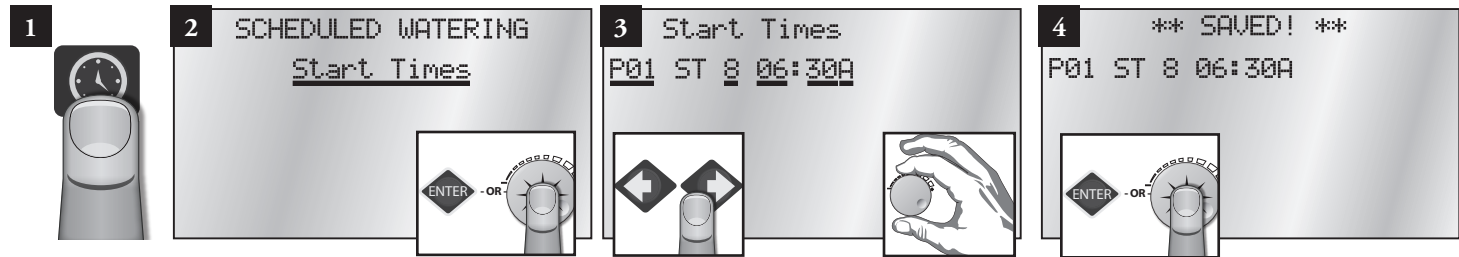 1
2
SCHEDULED WATERING
Start Times
ENTER - OR -
3
Start Times
P01 ST 8 06:30A
4
** SAVED! **
P01 ST 8 06:30A
ENTER - OR -